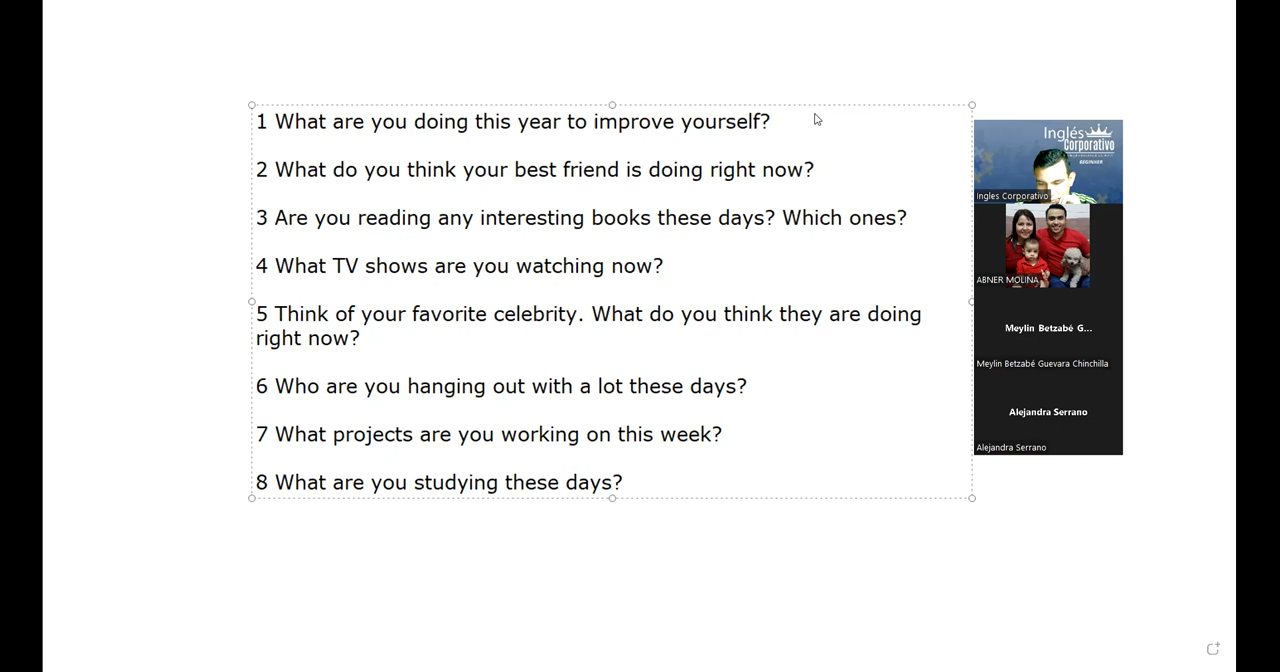 1 What are you doing this year to improve yourself?
2 What do you think your best friend is doing right now?
3 Are you reading any interesting books these days? Which ones?
4 What TV shows are you watching now?
5 Think of your favorite celebrity. What do you think they are doing
right now?
6 Who are you hanging out with a lot these days?
7 What projects are you working on this week?
8 What are you studying these days?
Inglés
Corporativo
BEGINNER
Ingles Corporativo
ABNER MOLINA
Meylin Betzabé G...
Meylin Betzabé Guevara Chinchilla
Alejandra Serrano
Alejandra Serrano